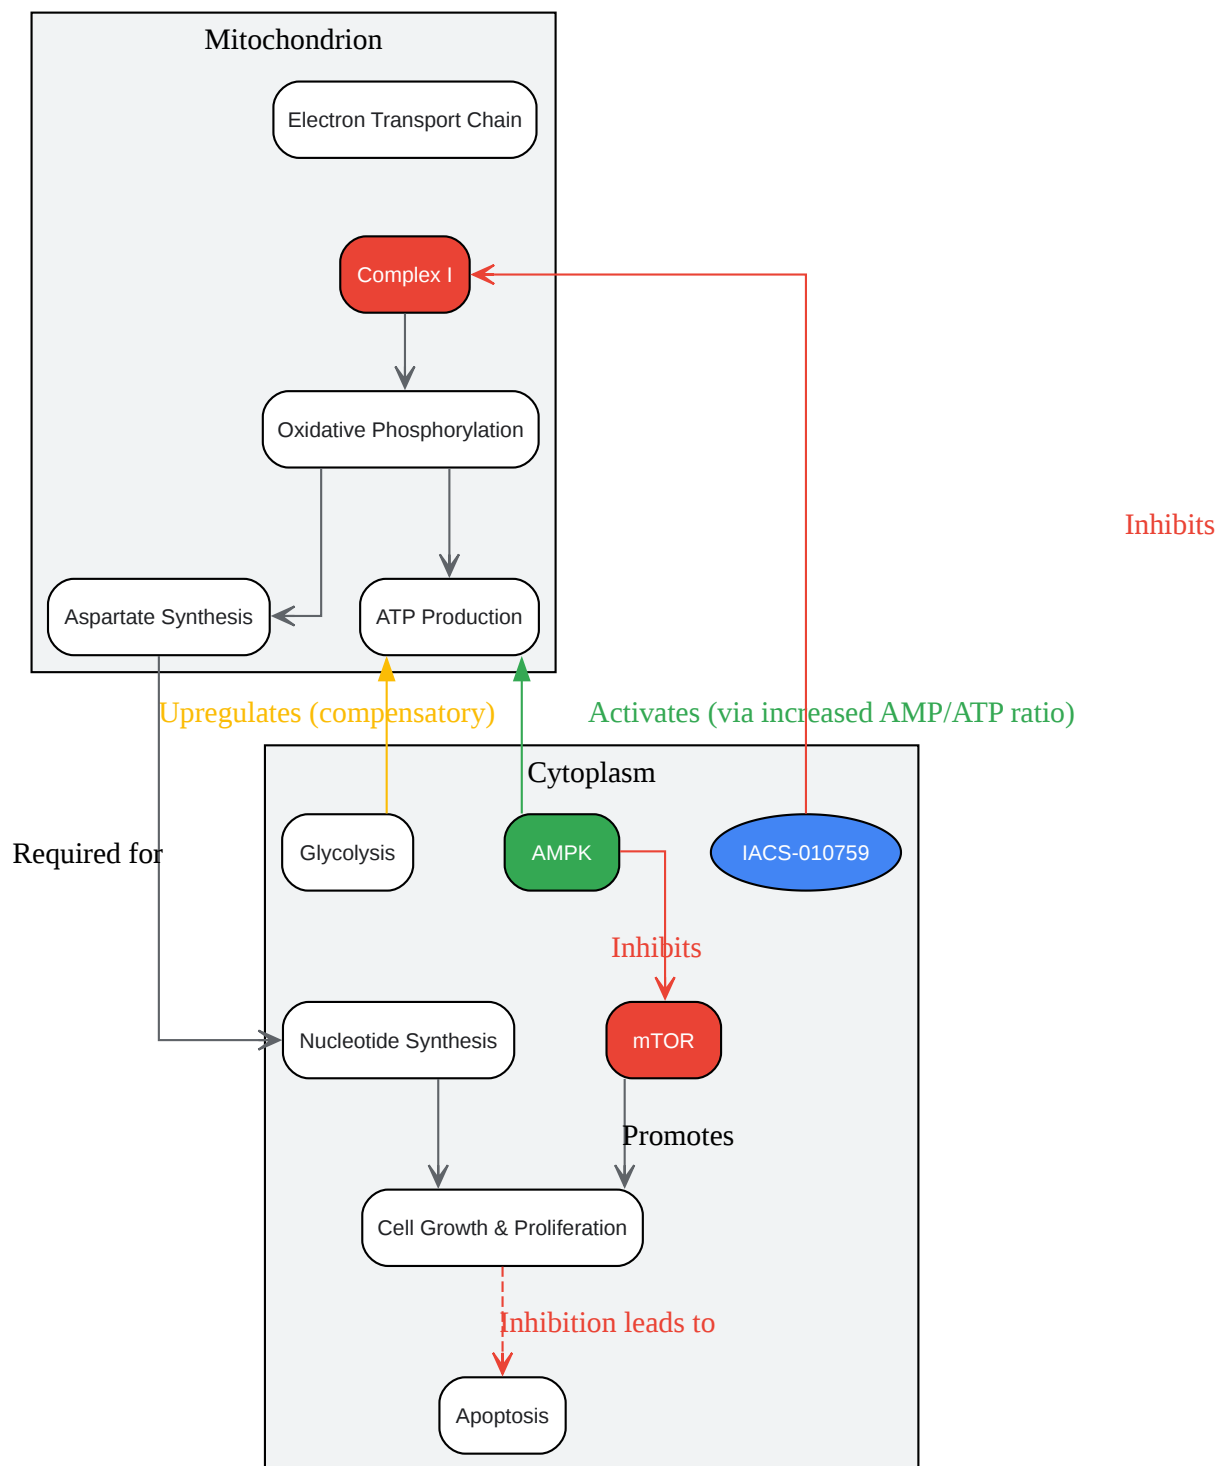 Mitochondrion
Electron Transport Chain
Complex I
Oxidative Phosphorylation
Inhibits
Aspartate Synthesis
ATP Production
Upregulates (compensatory)
Activates (via increased AMP/ATP ratio)
Cytoplasm
Required for
Glycolysis
AMPK
IACS-010759
Inhibits
Nucleotide Synthesis
mTOR
Promotes
Cell Growth & Proliferation
Inhibition leads to
Apoptosis